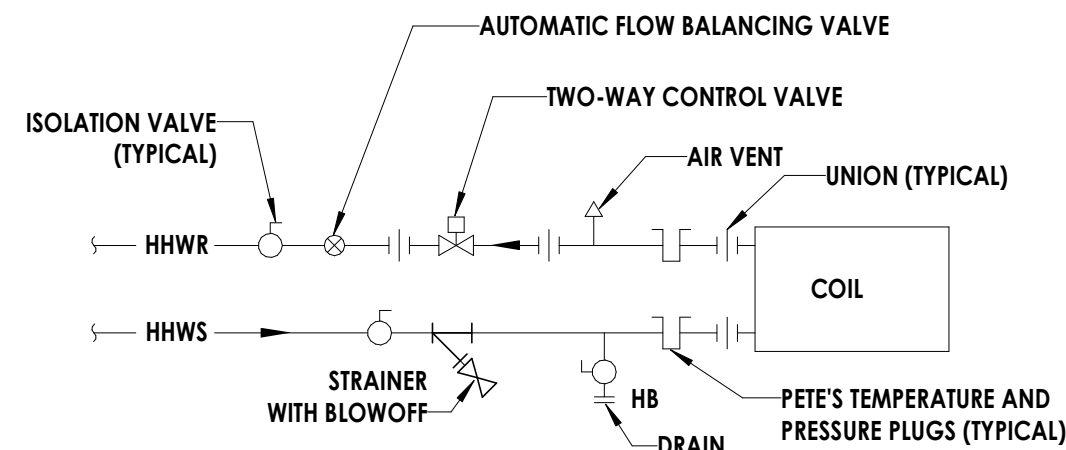 AUTOMATIC FLOW BALANCING VALVE
TWO-WAY CONTROL VALVE
ISOLATION VALVE
(TYPICAL)
AIR VENT
UNION (TYPICAL)
HHWR
COIL
HHWS
STRAINER
WITH BLOWOFF
HB
PETE'S TEMPERATURE AND
PRESSURE PLUGS (TYPICAL)
DRAIN